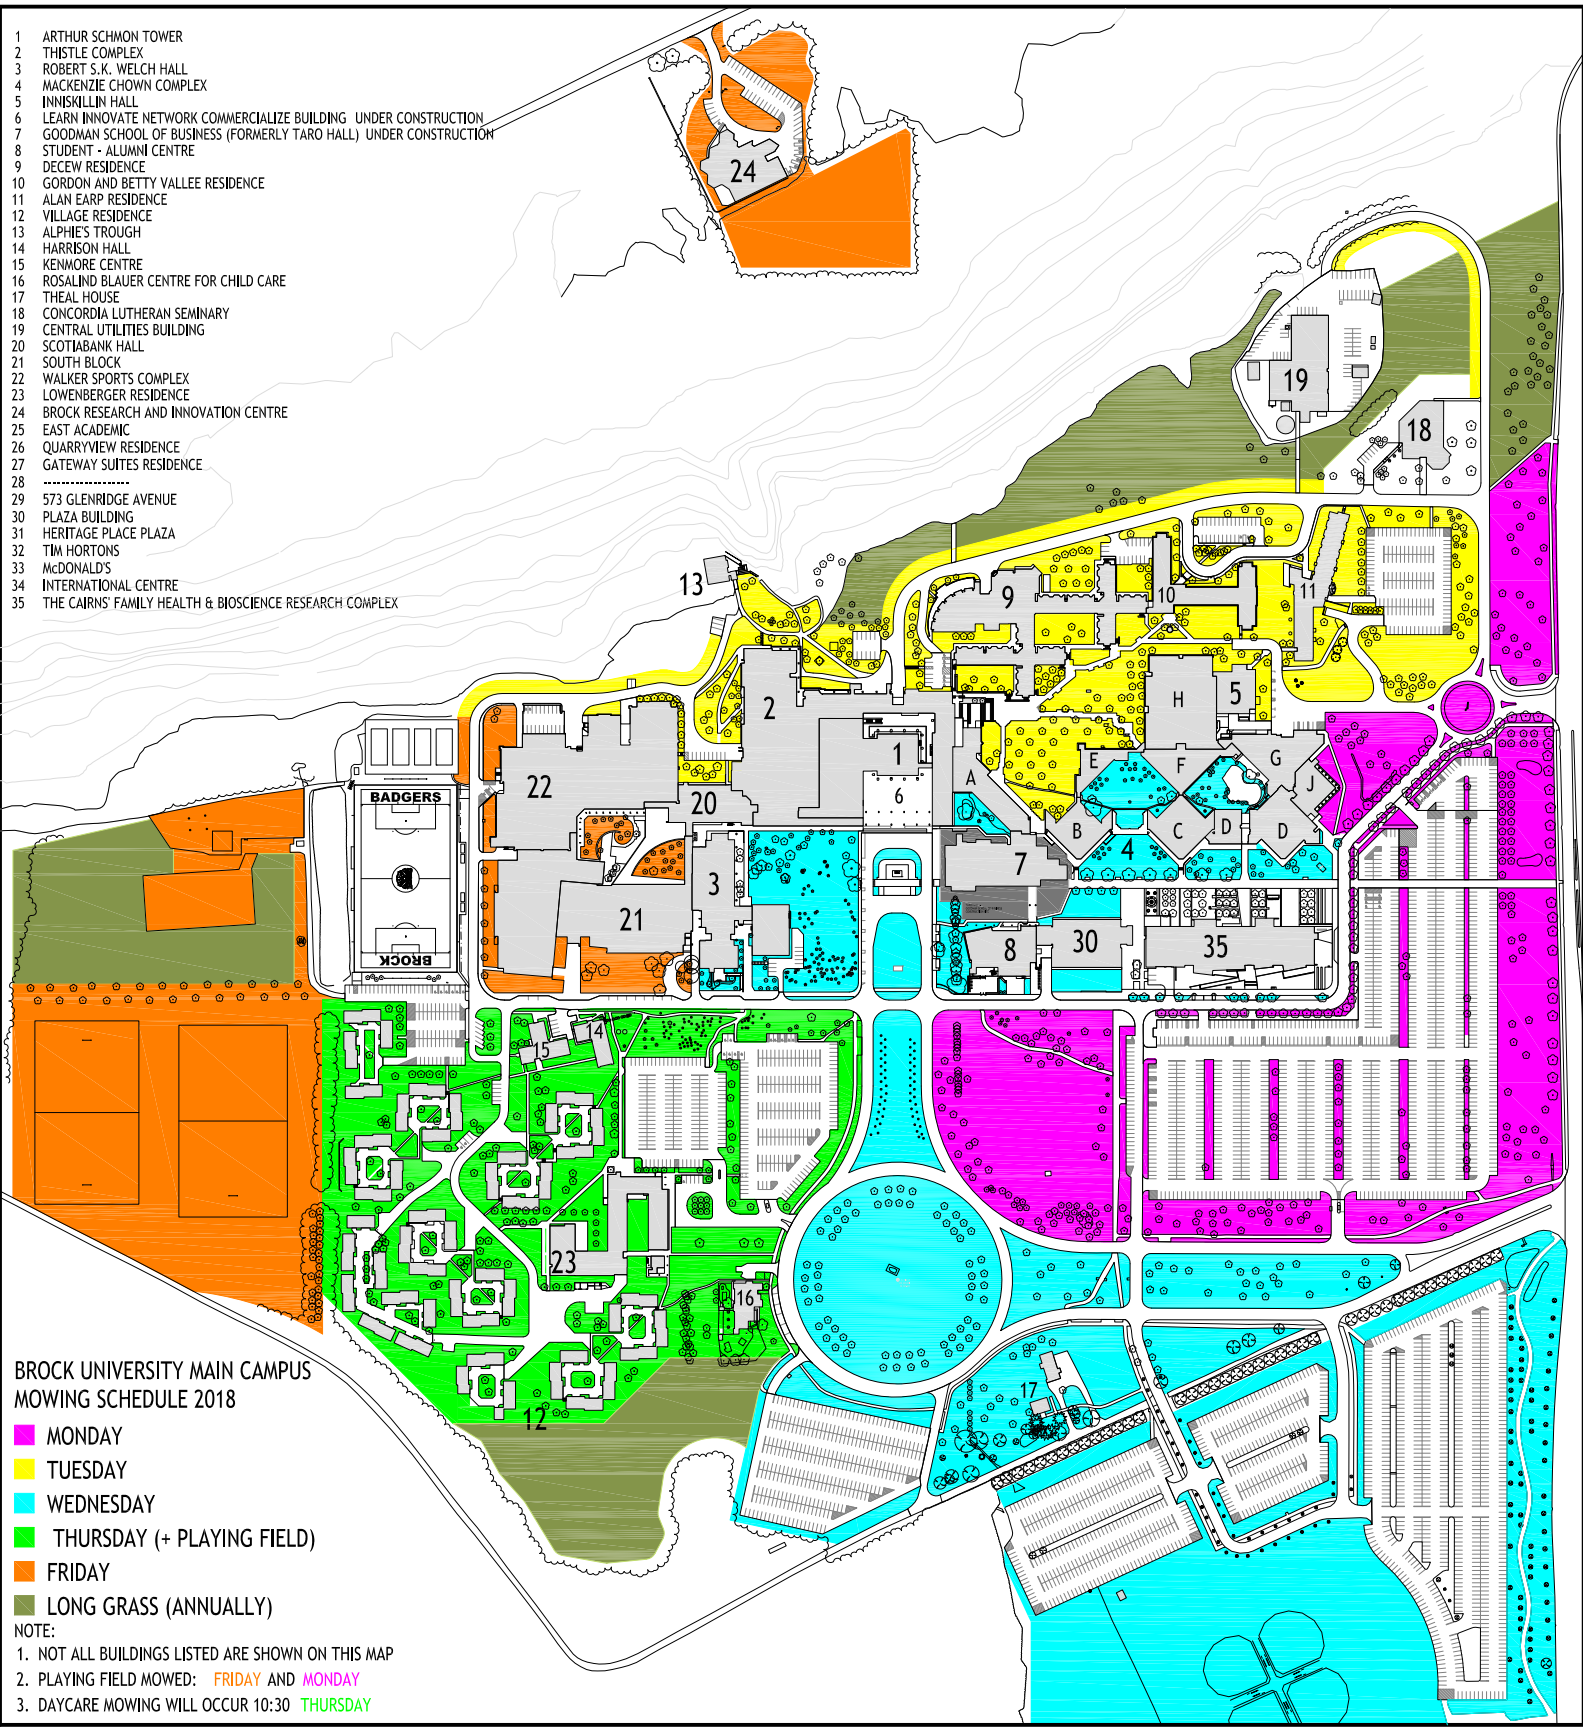 1 ARTHUR SCHMON TOWER
2 THISTLE COMPLEX
3 ROBERT S.K. WELCH HALL
4 MACKENZIE CHOWN COMPLEX
5 INNISKILLIN HALL
6 LEARN INNOVATE NETWORK COMMERCIALIZE BUILDING UNDER CONSTRUCTION
7 GOODMAN SCHOOL OF BUSINESS (FORMERLY TARO HALL) UNDER CONSTRUCTION
8 STUDENT - ALUMNI CENTRE
9 DECEW RESIDENCE
10 GORDON AND BETTY VALLEE RESIDENCE
11 ALAN EARP RESIDENCE
12 VILLAGE RESIDENCE
13 ALPHIE'S TROUGH
14 HARRISON HALL
15 KENMORE CENTRE
16 ROSALIND BLAUER CENTRE FOR CHILD CARE
17 THEAL HOUSE
18 CONCORDIA LUTHERAN SEMINARY
19 CENTRAL UTILITIES BUILDING
20 SCOTIABANK HALL
21 SOUTH BLOCK
22 WALKER SPORTS COMPLEX
23 LOWENBERGER RESIDENCE
24 BROCK RESEARCH AND INNOVATION CENTRE
25 EAST ACADEMIC
26 QUARRYVIEW RESIDENCE
27 GATEWAY SUITES RESIDENCE
28 ------------------
29 573 GLENRIDGE AVENUE
30 PLAZA BUILDING
31 HERITAGE PLACE PLAZA
32 TIM HORTONS
33 McDONALD'S
34 INTERNATIONAL CENTRE
35 THE CAIRNS' FAMILY HEALTH & BIOSCIENCE RESEARCH COMPLEX
24
19
18
13
9
10
11
2
H
5
1
A
E
F
G
J
22
6
20
BADGERS
B
C
D
D
4
7
3
21
8
30
35
BROCK
14
15
23
16
17
12
BROCK UNIVERSITY MAIN CAMPUS
MOWING SCHEDULE 2018
MONDAY
TUESDAY
WEDNESDAY
THURSDAY (+ PLAYING FIELD)
FRIDAY
LONG GRASS (ANNUALLY)
NOTE:
1. NOT ALL BUILDINGS LISTED ARE SHOWN ON THIS MAP
2. PLAYING FIELD MOWED: FRIDAY AND MONDAY
3. DAYCARE MOWING WILL OCCUR 10:30 THURSDAY